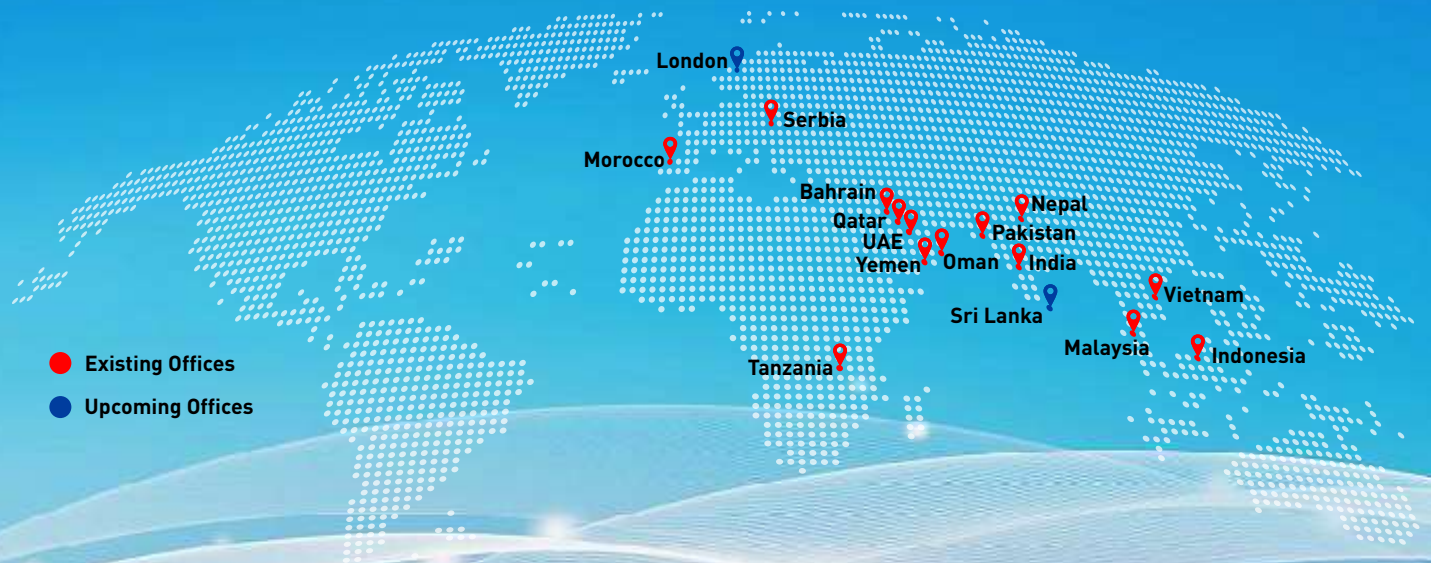 London
Serbia
Morocco
Bahrain
Nepal
Qatar
Pakistan
UAE
Yemen
Oman
India
Vietnam
Sri Lanka
Malaysia
Indonesia
Tanzania
Existing Offices
Upcoming Offices